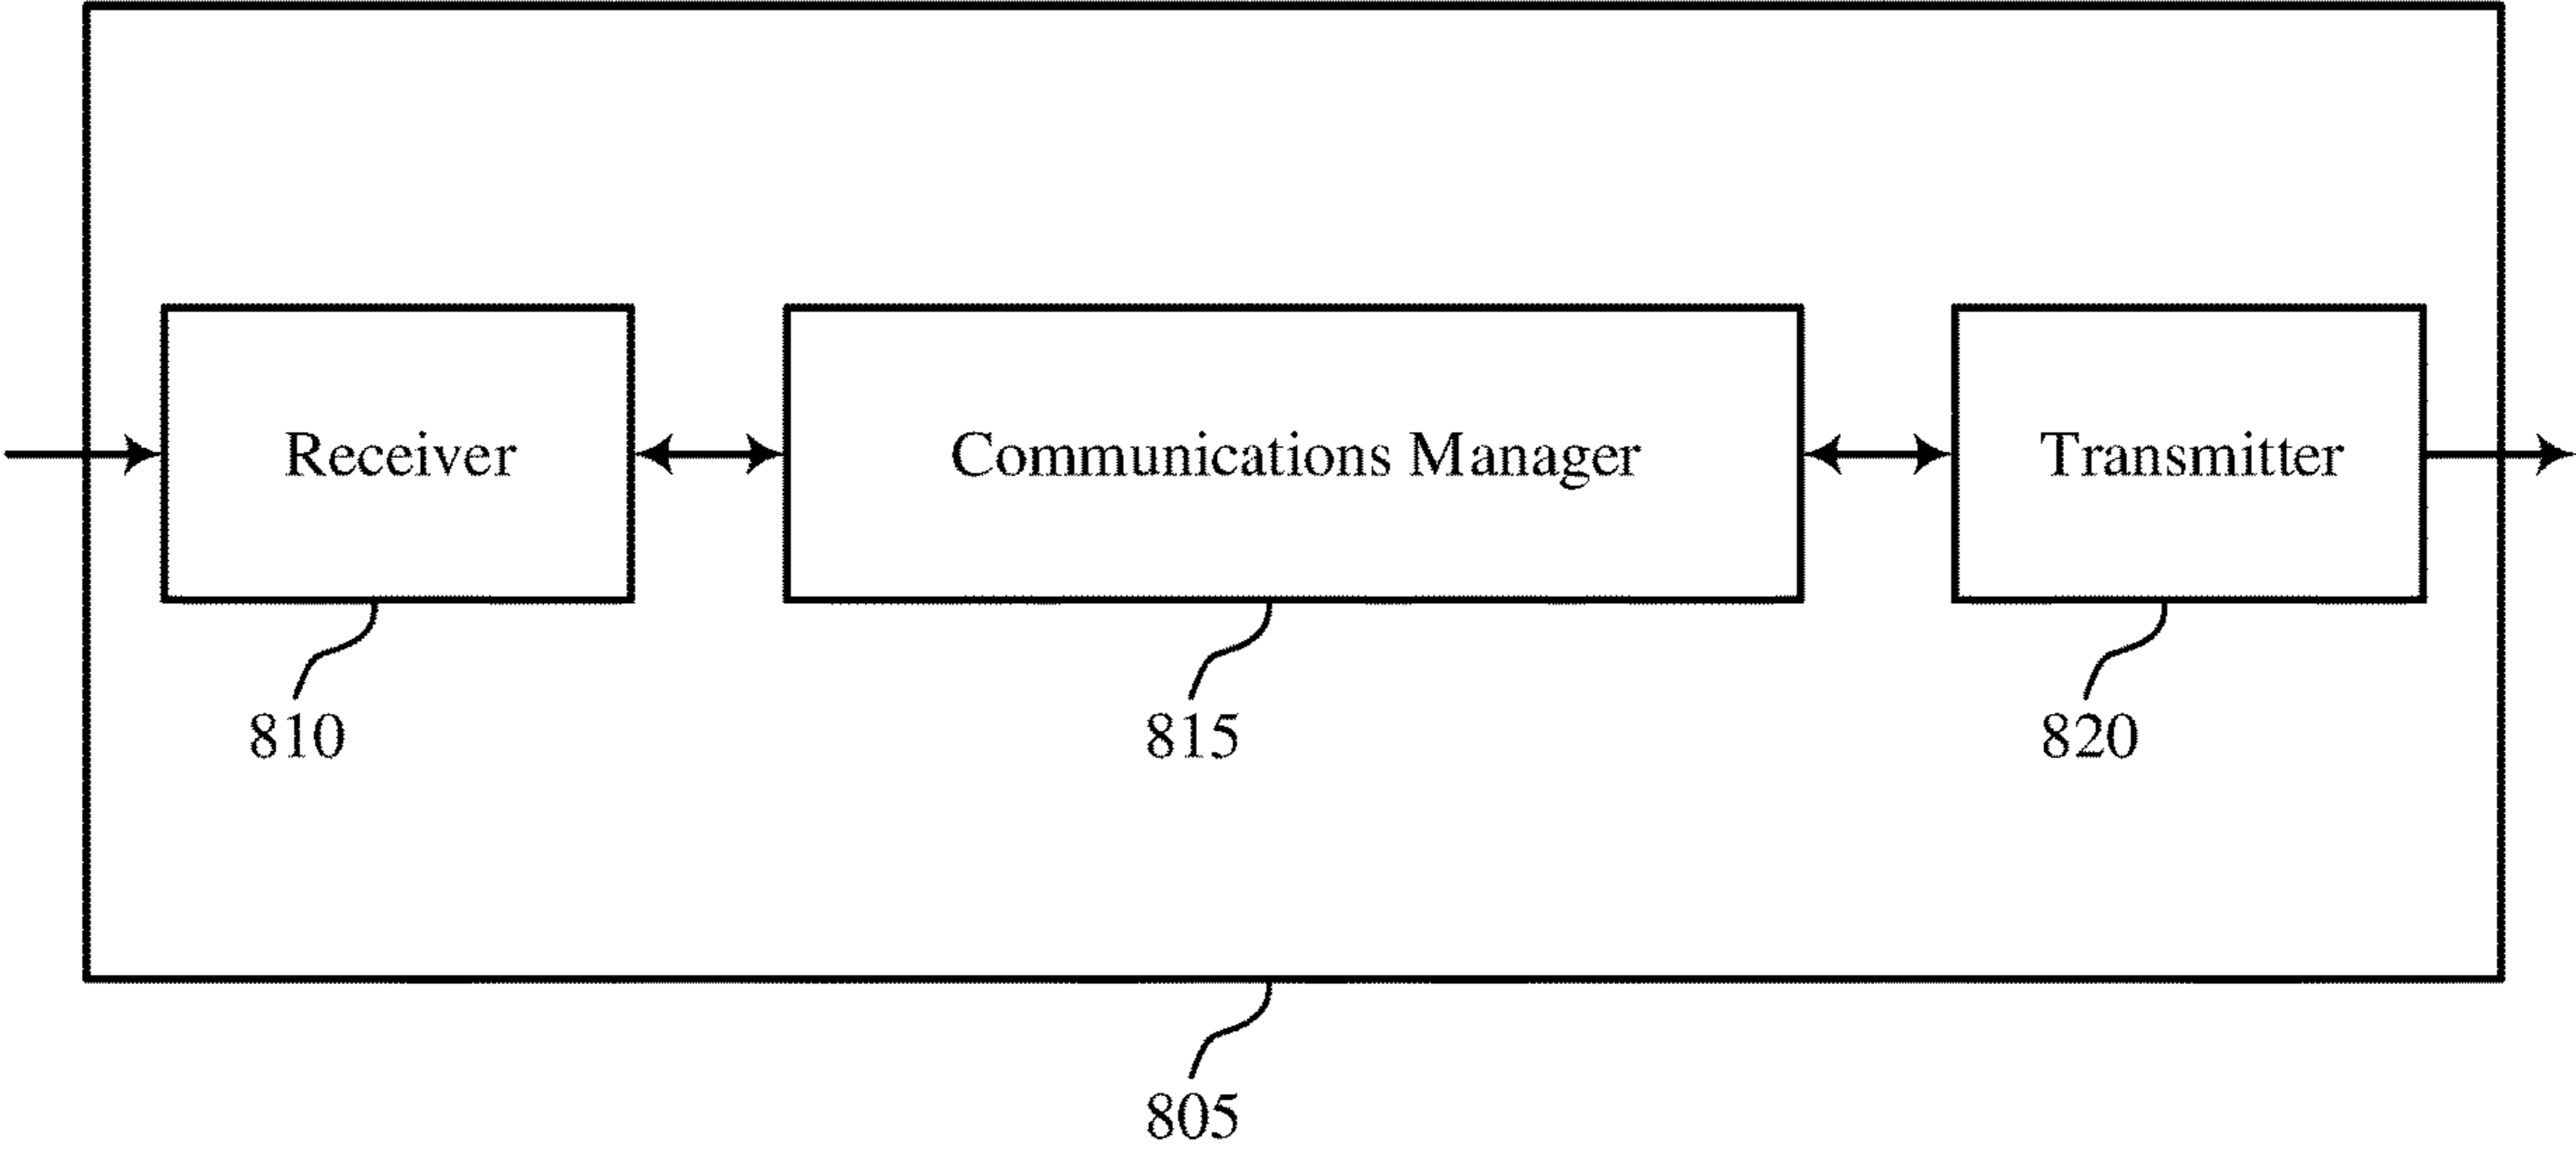 Receiver
Communications Manager
Transmitter
810
815
820
805